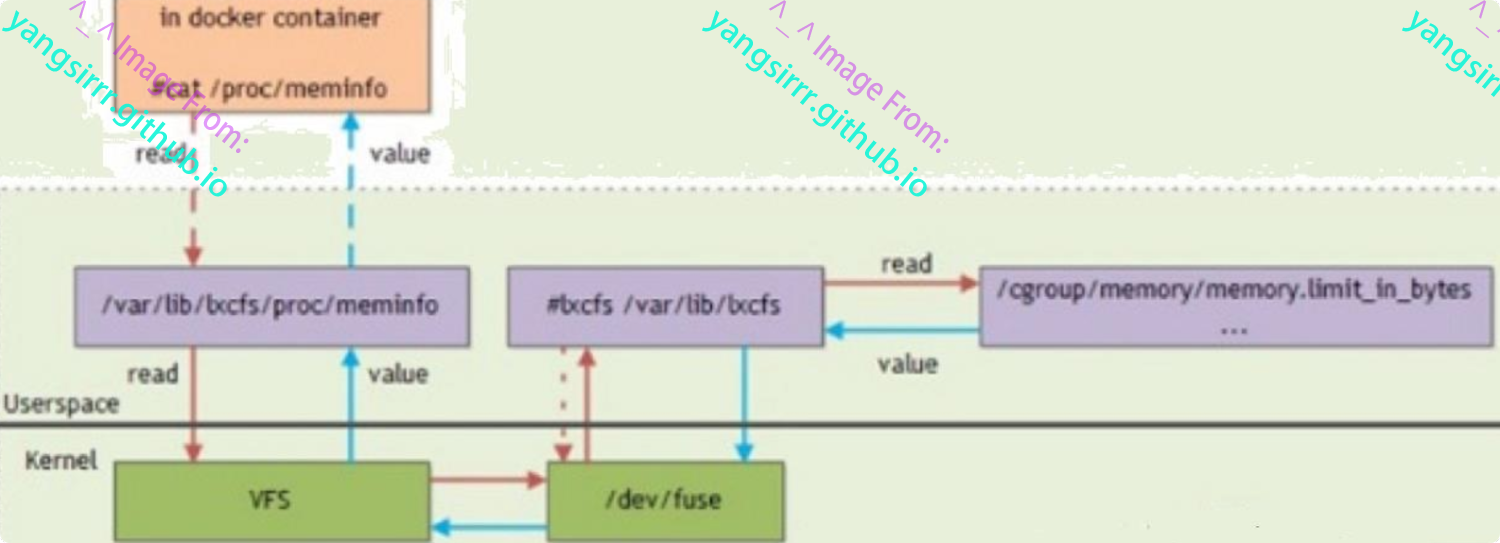 in docker container
#cat /proc/meminfo
^_^ Image From:
yangsirrr.github.io
^_^ Image From:
yangsirrr.github.io
yangsirr
read
value
read
/var/lib/lxcfs/proc/meminfo
#lxcfs /var/lib/lxcfs
/cgroup/memory/memory.limit_in_bytes
...
read
value
value
Userspace
Kernel
VFS
/dev/fuse